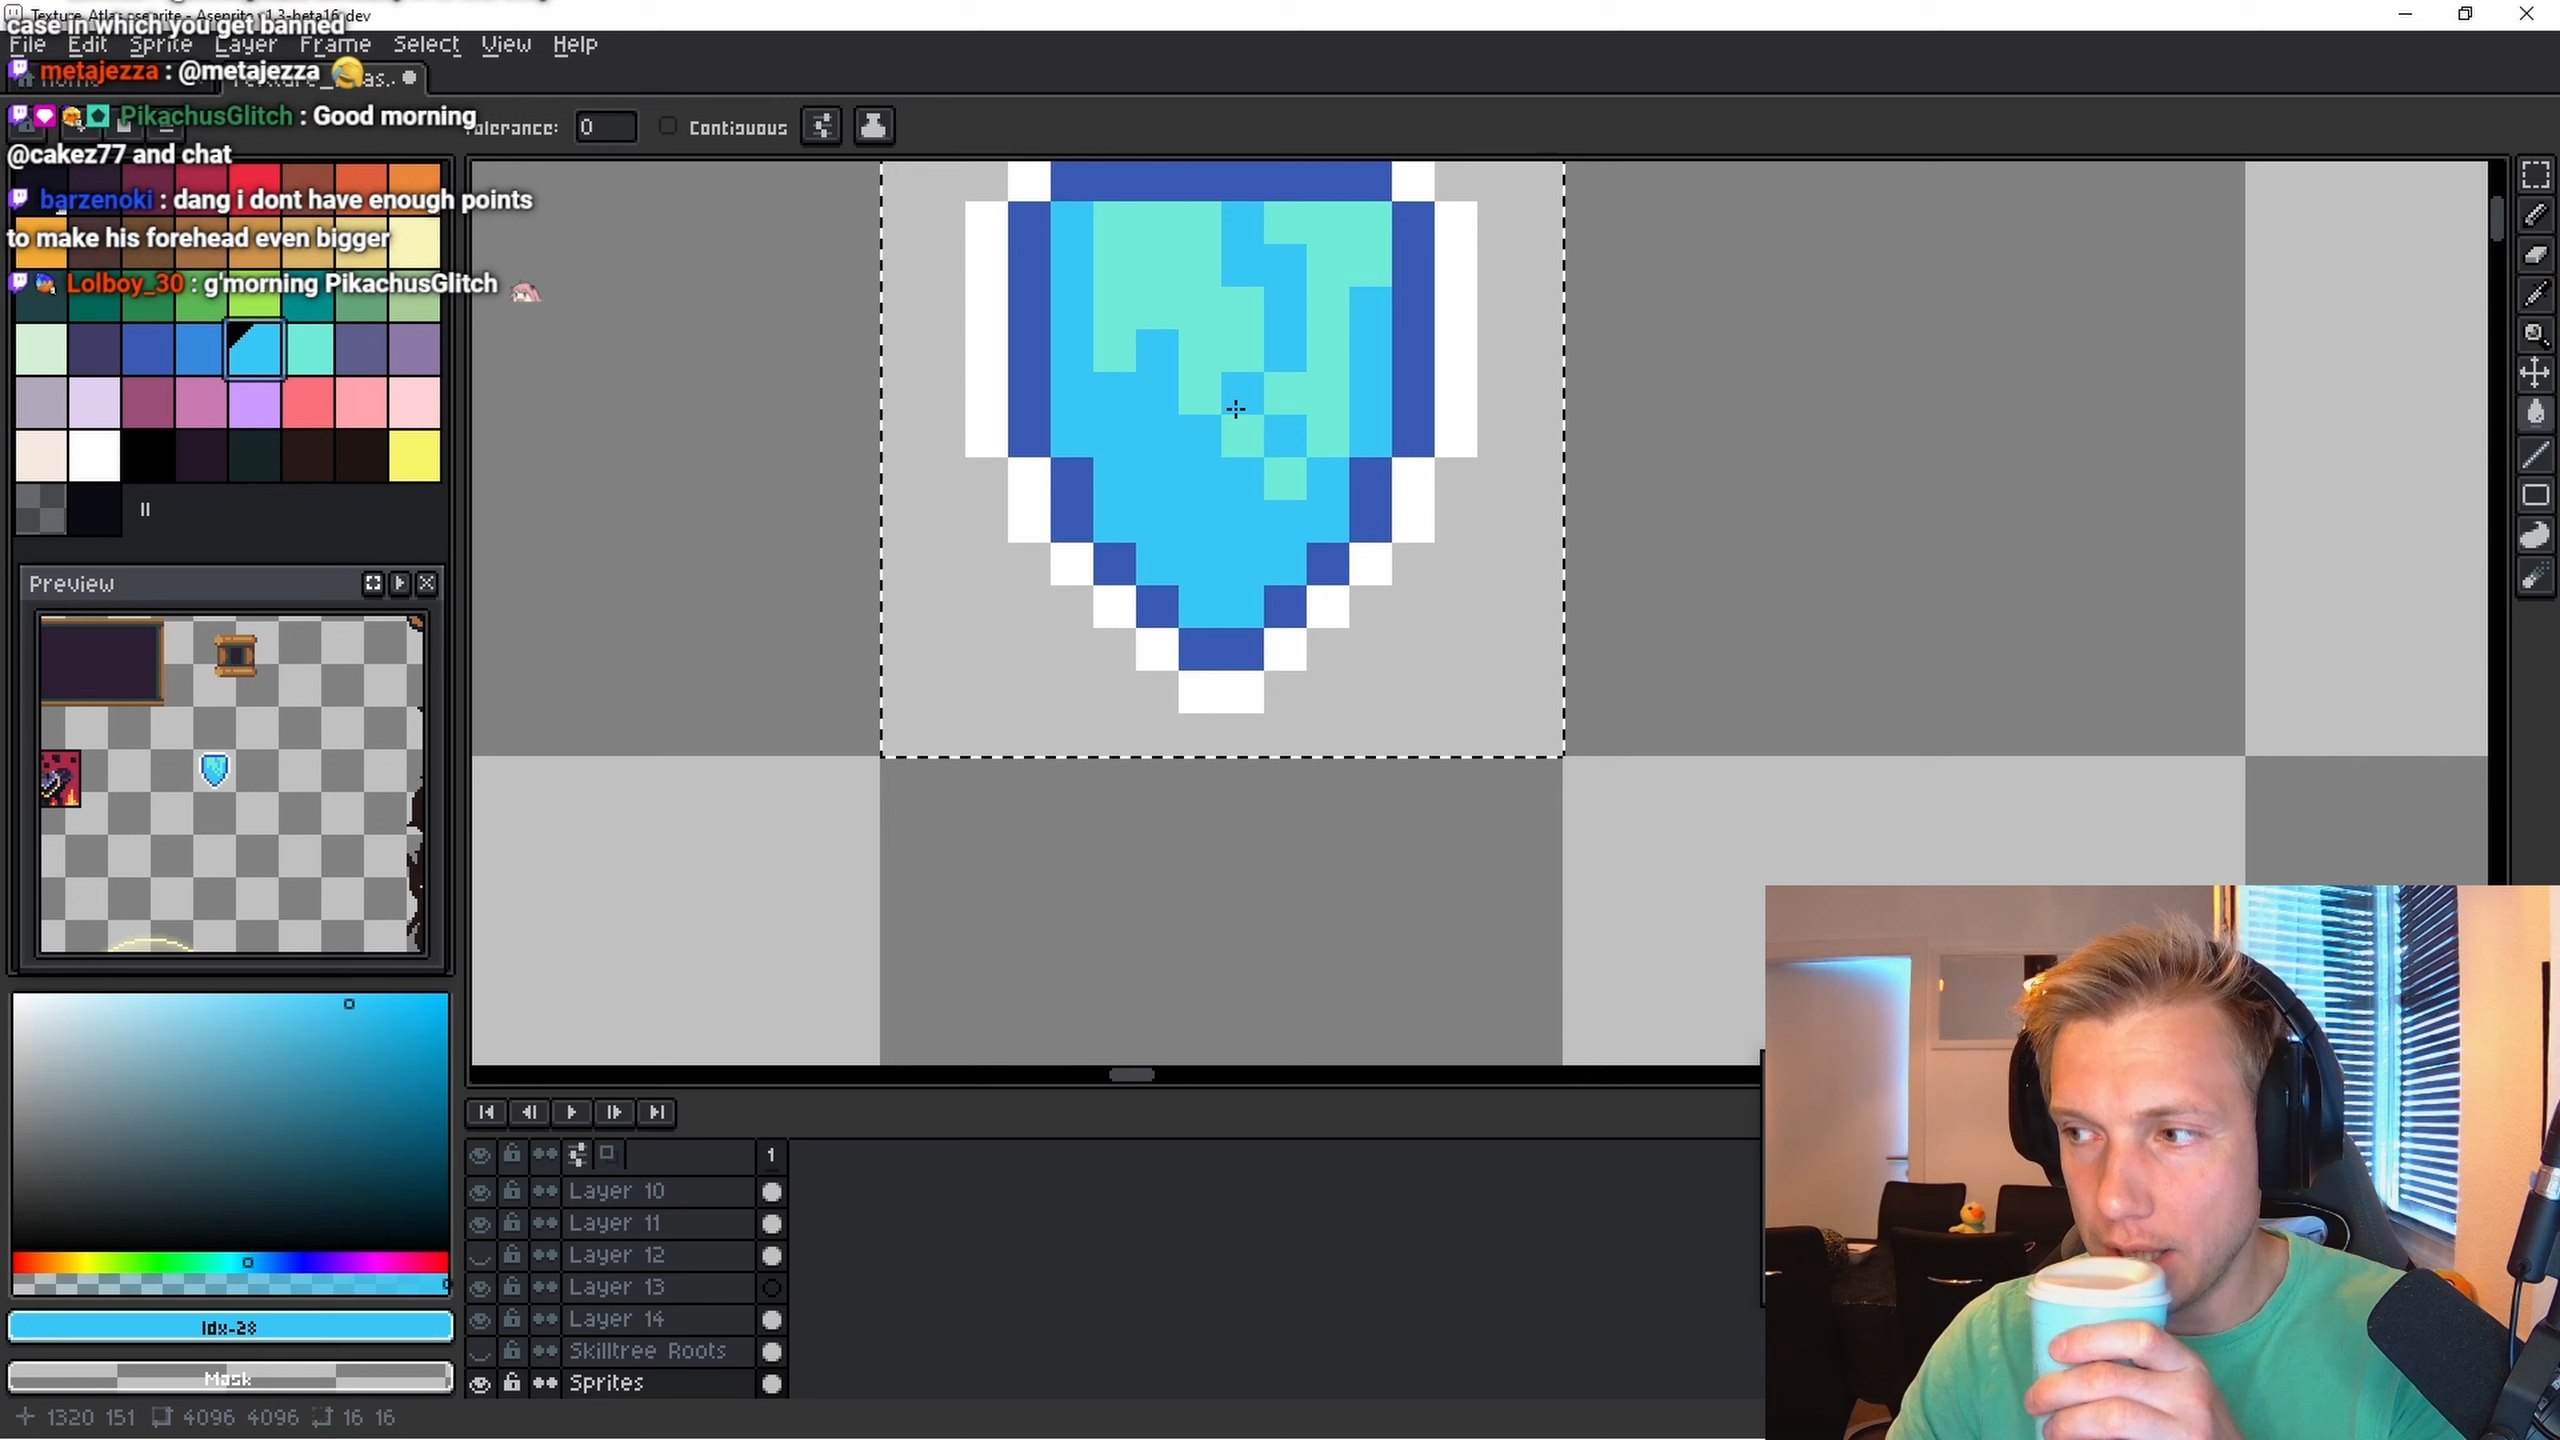 case in which you get banned
File Edit Sprite Layer Frame Select View Help
metajezza : @metajezza
PikachusGlitch : Good morning
@cakez77 and chat
Tolerance: 0 Contiguous
barzenoki : dang i dont have enough points
to make his forehead even bigger
Lolboy_30 : g'morning PikachusGlitch
Preview
Idx-28
Mask
1
Layer 10
Layer 11
Layer 12
Layer 13
Layer 14
Skilltree Roots
Sprites
1320 151 4096 4096 16 16